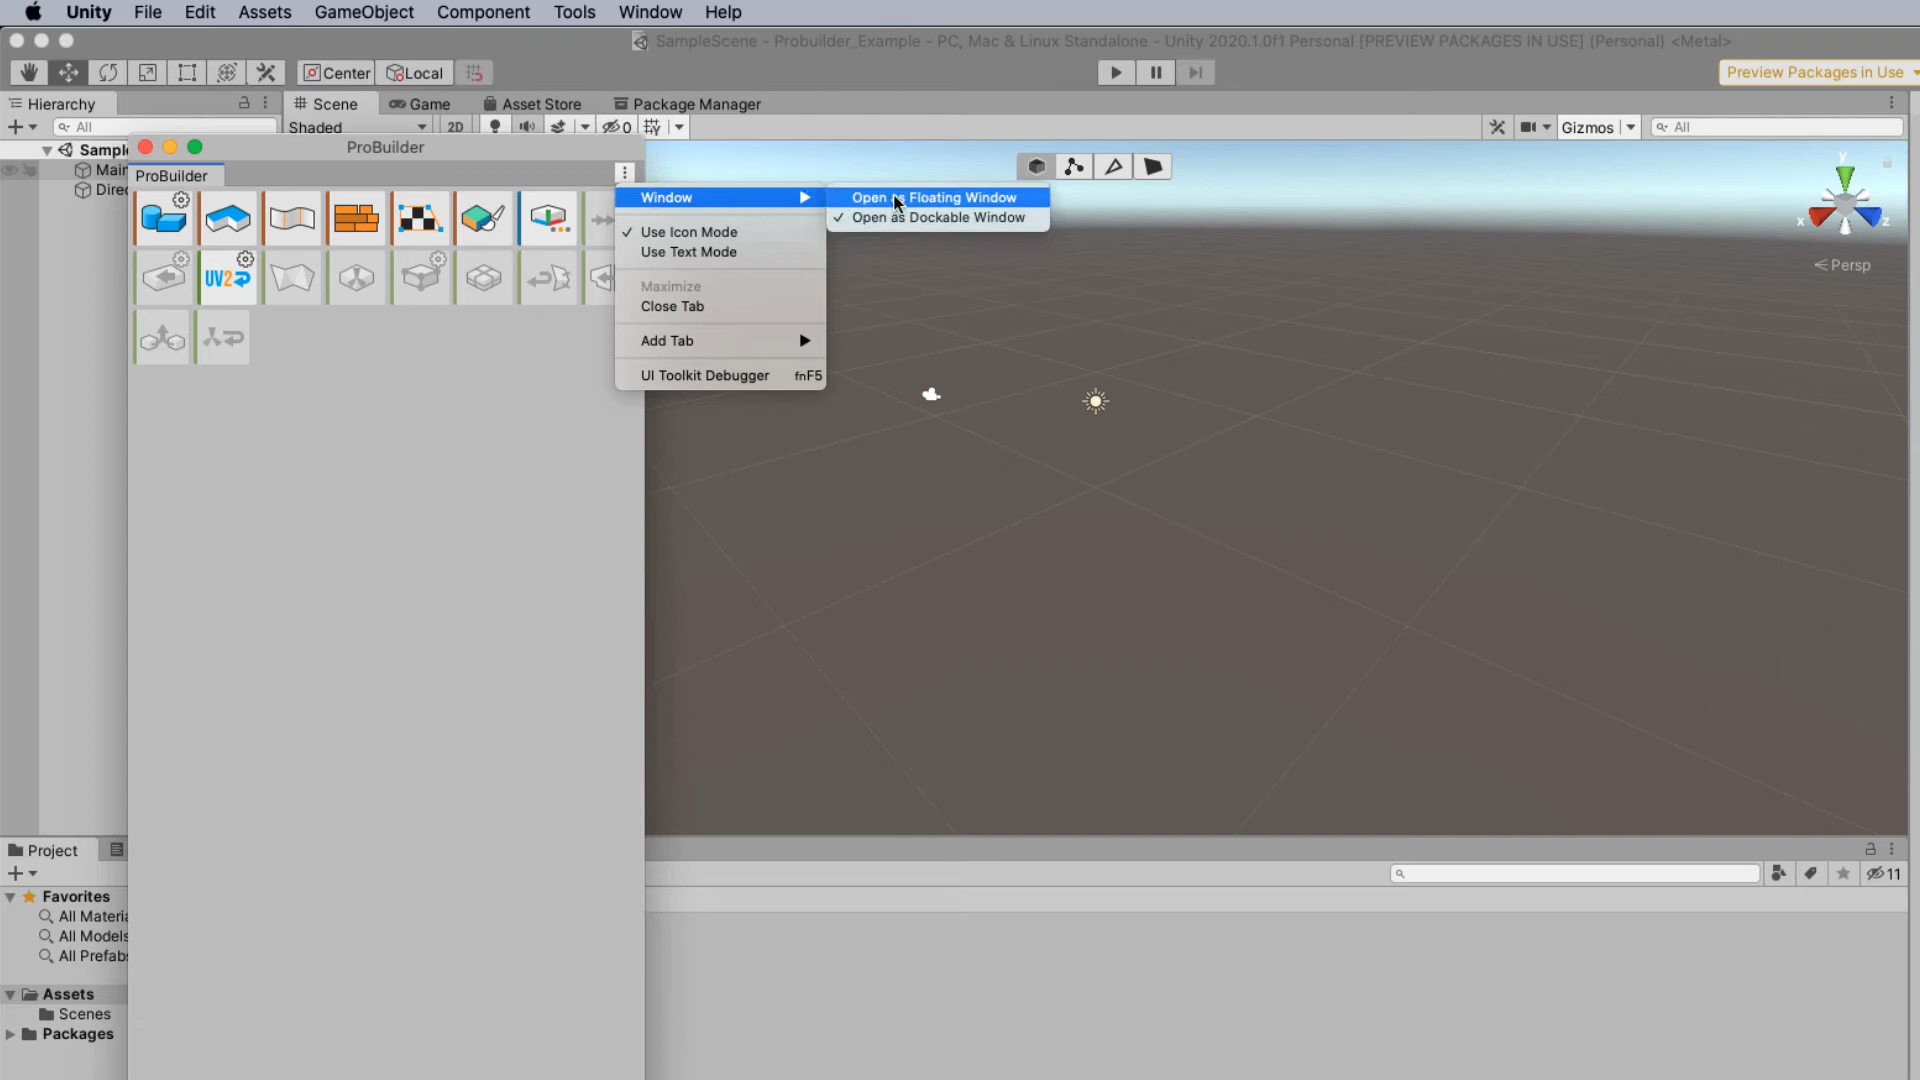 Unity File Edit Assets GameObject Component Tools Window Help
SampleScene - Probuilder_Example - PC, Mac & Linux Standalone - Unity 2020.1.0f1 Personal [PREVIEW PACKAGES IN USE] (Personal) <Metal>
Center Local Preview Packages in Use
Hierarchy Scene Game Asset Store Package Manager
All Shaded 2D 0 Gizmos All
Sampl
Main
Direc
ProBuilder
ProBuilder
UV2
Window
Use Icon Mode
Use Text Mode
Maximize
Close Tab
Add Tab
UI Toolkit Debugger fnF5
Open as Floating Window
Open as Dockable Window
y
x z
Persp
Project
11
Favorites
All Materia
All Models
All Prefabs
Assets
Scenes
Packages